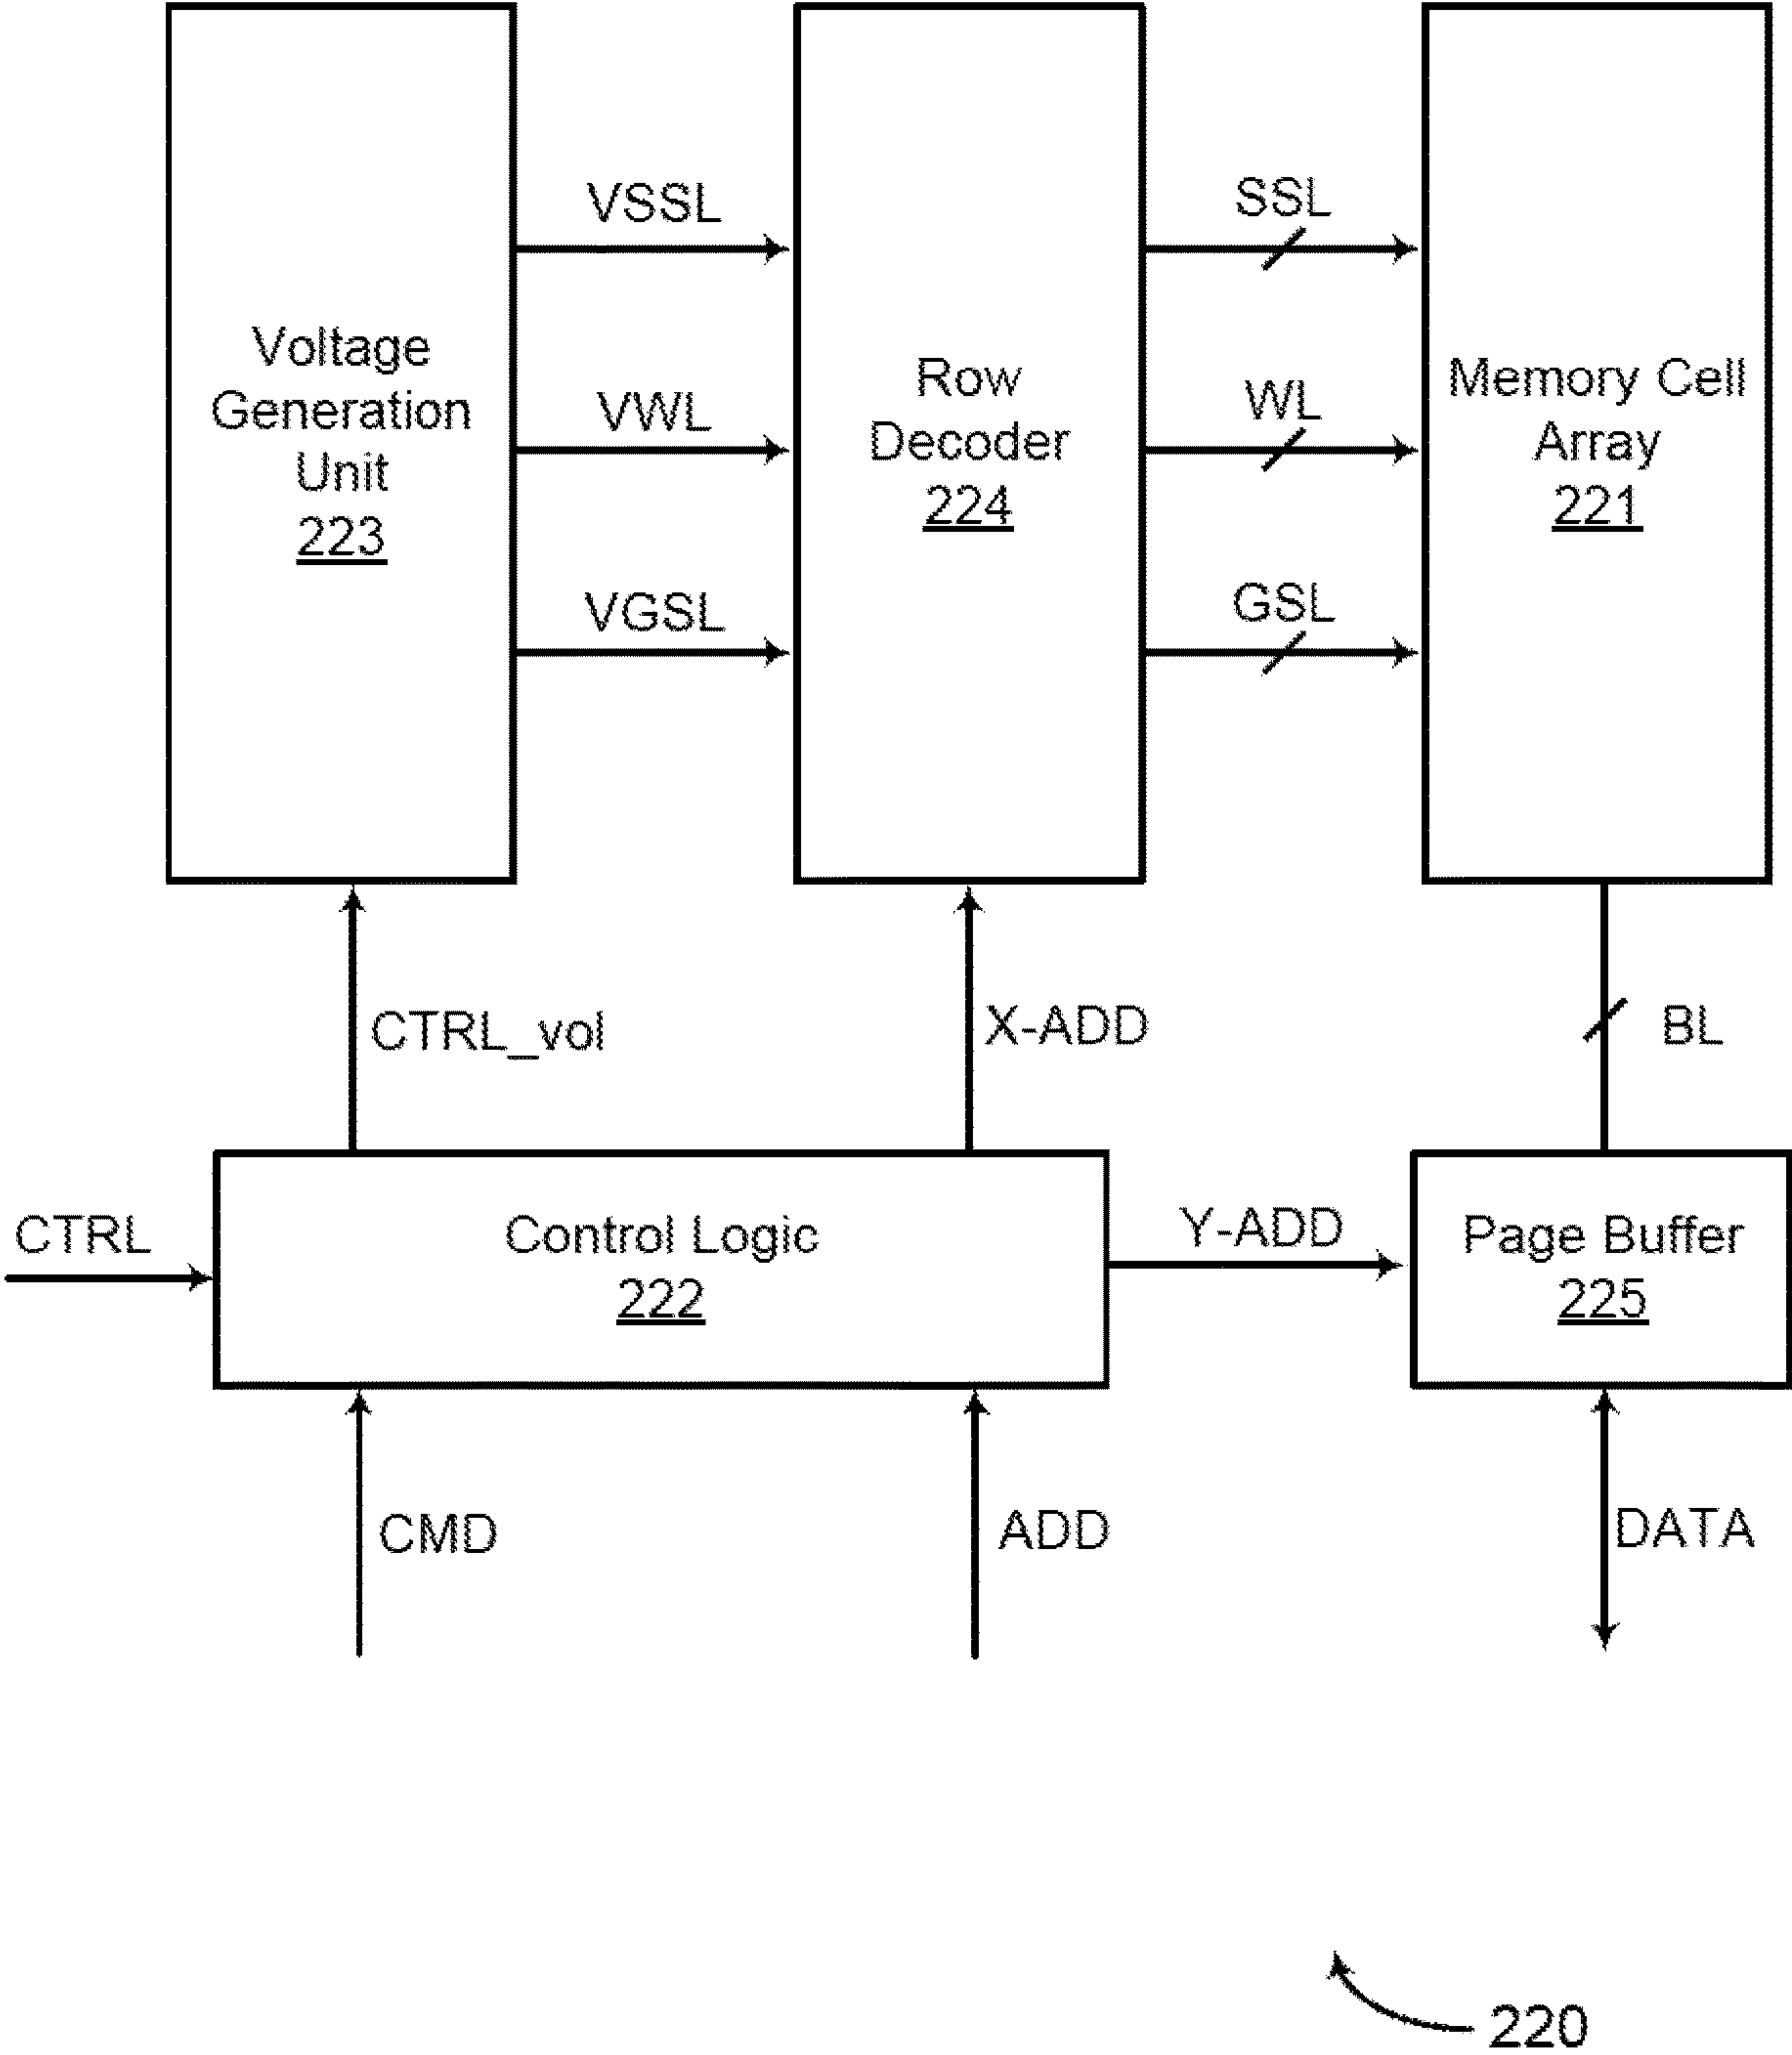 VSSL
SSL
Voltage
Generation
Unit
223
VWL
Row
Decoder
224
WL
Memory Cell
Array
221
VGSL
GSL
CTRL_vol
X-ADD
BL
CTRL
Control Logic
222
Y-ADD
Page Buffer
225
CMD
ADD
DATA
220